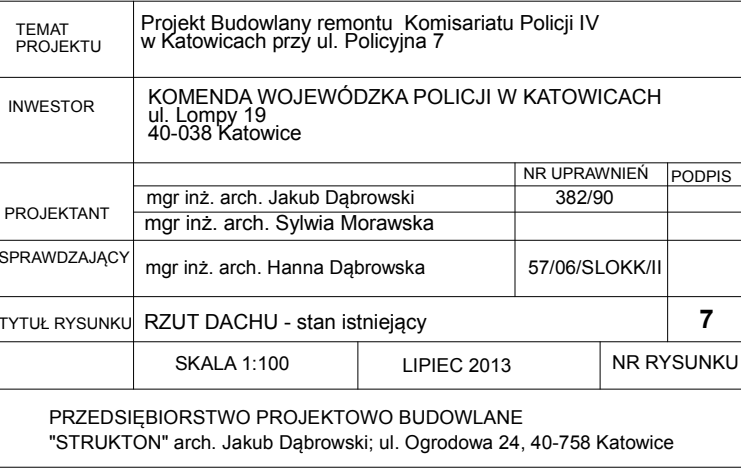 TEMAT PROJEKTU
Projekt Budowlany remontu Komisariatu Policji IV
w Katowicach przy ul. Policyjna 7
INWESTOR
KOMENDA WOJEWÓDZKA POLICJI W KATOWICACH
ul. Lompy 19
40-038 Katowice
NR UPRAWNIEŃ PODPIS
PROJEKTANT
mgr inż. arch. Jakub Dąbrowski 382/90
mgr inż. arch. Sylwia Morawska
SPRAWDZAJĄCY
mgr inż. arch. Hanna Dąbrowska 57/06/SLOKK/II
TYTUŁ RYSUNKU RZUT DACHU - stan istniejący 7
SKALA 1:100 LIPIEC 2013 NR RYSUNKU
PRZEDSIĘBIORSTWO PROJEKTOWO BUDOWLANE
"STRUKTON" arch. Jakub Dąbrowski; ul. Ogrodowa 24, 40-758 Katowice